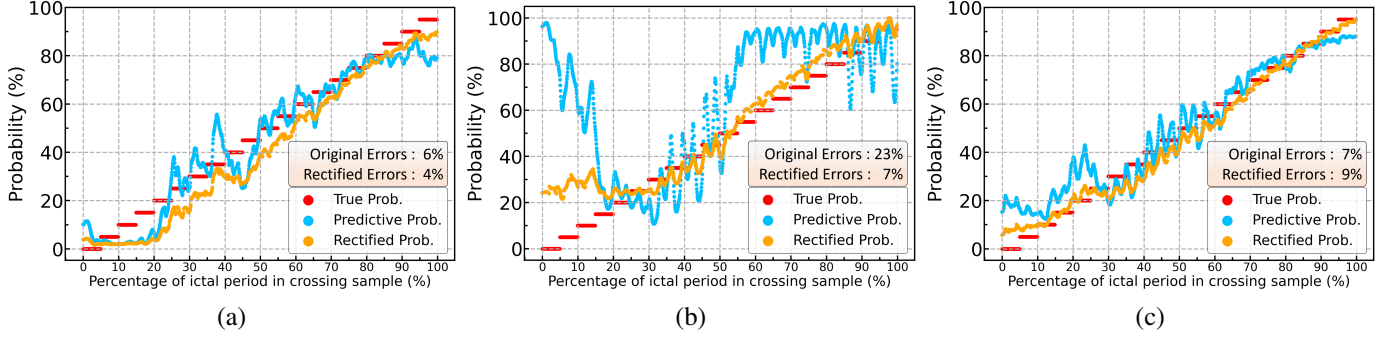 (a)
Probability (%)
100
80
60
40
20
0
Original Errors : 6%
Rectified Errors : 4%
True Prob.
Predictive Prob.
Rectified Prob.
0 10 20 30 40 50 60 70 80 90 100
Percentage of ictal period in crossing sample (%)
(b)
Probability (%)
100
80
60
40
20
0
Original Errors : 23%
Rectified Errors : 7%
True Prob.
Predictive Prob.
Rectified Prob.
0 10 20 30 40 50 60 70 80 90 100
Percentage of ictal period in crossing sample (%)
(c)
Probability (%)
100
80
60
40
20
0
Original Errors : 7%
Rectified Errors : 9%
True Prob.
Predictive Prob.
Rectified Prob.
0 10 20 30 40 50 60 70 80 90 100
Percentage of ictal period in crossing sample (%)